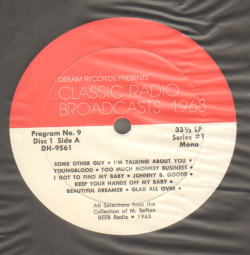 DREAM RECORDS PRESENTS
CLASSIC RADIO
BROADCASTS: 1963
Program No. 9
Disc 1 Side A
DH-9561
33⅓ LP
Series #1
Mono
SOME OTHER GUY • I'M TALKING ABOUT YOU •
YOUNGBLOOD • TOO MUCH MONKEY BUSINESS •
I GOT TO FIND MY BABY • JOHNNY B. GOODE •
KEEP YOUR HANDS OFF MY BABY •
BEAUTIFUL DREAMER • GLAD ALL OVER •
All Selections from the
Collection of M. Sefton
BEEB Radio • 1963